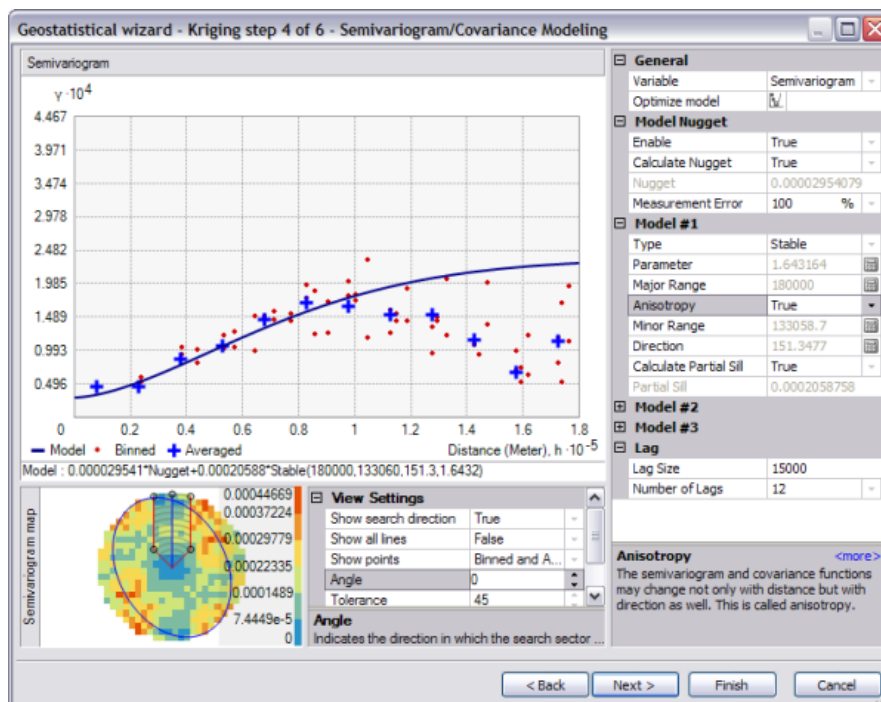 Geostatistical wizard - Kriging step 4 of 6 - Semivariogram/Covariance Modeling
Semivariogram
γ ·10⁴
4.467
3.971
3.474
2.978
2.482
1.985
1.489
0.993
0.496
0 0.2 0.4 0.6 0.8 1 1.2 1.4 1.6 1.8
Model Binned Averaged Distance (Meter), h ·10⁻⁵
Model : 0.000029541*Nugget+0.00020588*Stable(180000,133060,151.3,1.6432)
Semivariogram map
0.00044669
0.00037224
0.00029779
0.00022335
0.0001489
7.4449e-5
0
View Settings
Show search direction True
Show all lines False
Show points Binned and A...
Angle 0
Tolerance 45
Angle
Indicates the direction in which the search sector ...
General
Variable Semivariogram
Optimize model
Model Nugget
Enable True
Calculate Nugget True
Nugget 0.00002954079
Measurement Error 100 %
Model #1
Type Stable
Parameter 1.643164
Major Range 180000
Anisotropy True
Minor Range 133058.7
Direction 151.3477
Calculate Partial Sill True
Partial Sill 0.0002058758
Model #2
Model #3
Lag
Lag Size 15000
Number of Lags 12
Anisotropy <more>
The semivariogram and covariance functions
may change not only with distance but with
direction as well. This is called anisotropy.
< Back Next > Finish Cancel